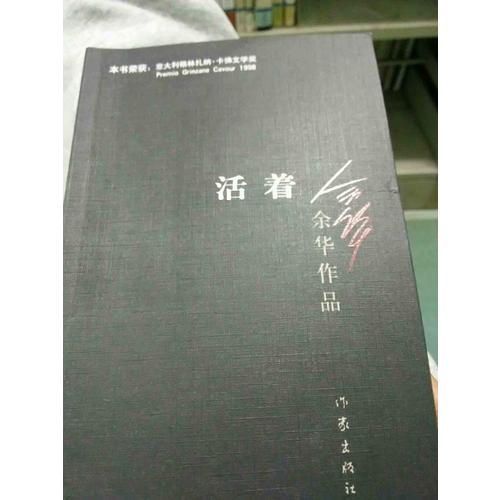 本书荣获：意大利格林扎纳·卡佛文学奖
Premio Grinzane Cavour 1998
活着
余华作品
作家出版社